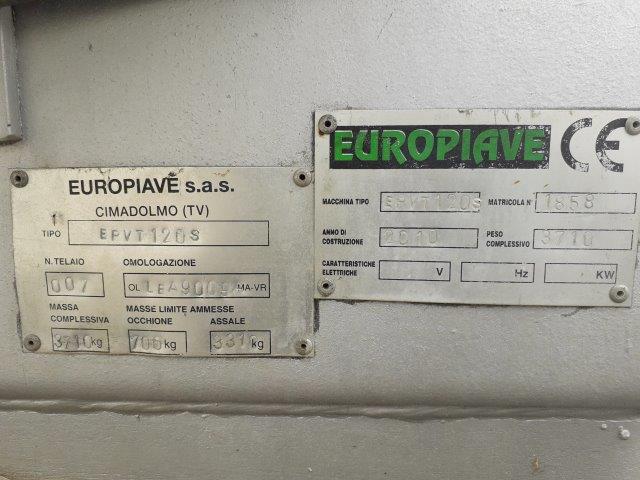 EUROPIAVE s.a.s.
CIMADOLMO (TV)
TIPO EPVT120S
N.TELAIO OMOLOGAZIONE
007 OL LEA9009 MA-VR
MASSA COMPLESSIVA MASSE LIMITE AMMESSE
OCCHIONE ASSALE
3710 kg 700 kg kg
EUROPIAVE CE
MACCHINA TIPO EPVT120S MATRICOLA N° 1858
ANNO DI COSTRUZIONE 2010 PESO COMPLESSIVO 3710
CARATTERISTICHE ELETTRICHE V Hz KW